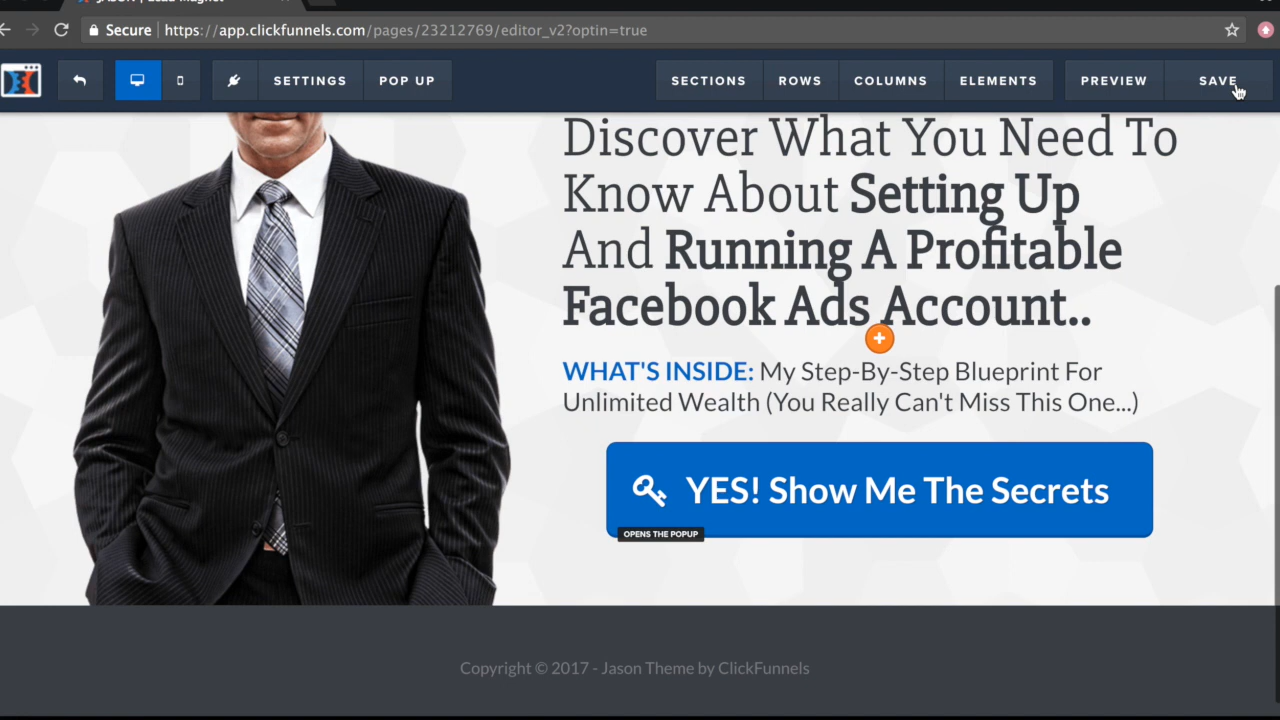 Secure
https://app.clickfunnels.com/pages/23212769/editor_v2?optin=true
SETTINGS
POP UP
SECTIONS
ROWS
COLUMNS
ELEMENTS
PREVIEW
SAVE
Discover What You Need To
Know About Setting Up
And Running A Profitable
Facebook Ads Account..
WHAT'S INSIDE: My Step-By-Step Blueprint For
Unlimited Wealth (You Really Can't Miss This One...)
YES! Show Me The Secrets
OPENS THE POPUP
Copyright © 2017 - Jason Theme by ClickFunnels